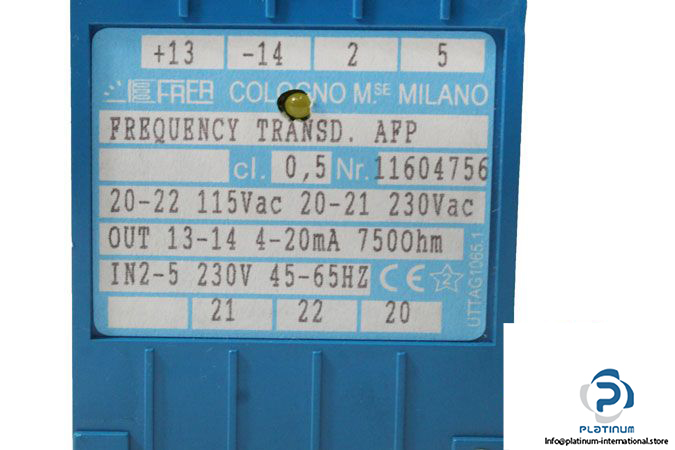 +13 -14 2 5
FRER COLOGNO M.SE MILANO
FREQUENCY TRANSD. AFP
cl. 0,5 Nr. 11604756
20-22 115Vac 20-21 230Vac
OUT 13-14 4-20mA 750Ohm
IN2-5 230V 45-65HZ CE
UTTAG1065.1
21 22 20
PLATINUM
Info@platinum-international.store